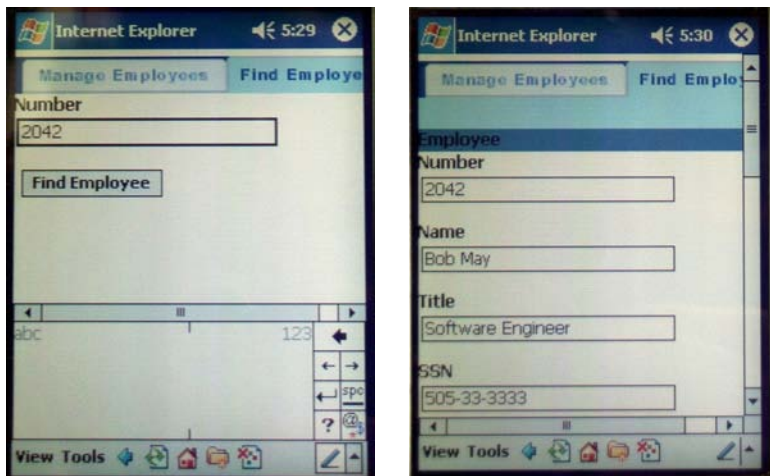 Internet Explorer 5:29
Manage Employees Find Employe
Number
2042
Find Employee
abc 123
spc
? @
View Tools
Internet Explorer 5:30
Manage Employees Find Employ
Employee
Number
2042
Name
Bob May
Title
Software Engineer
SSN
505-33-3333
View Tools